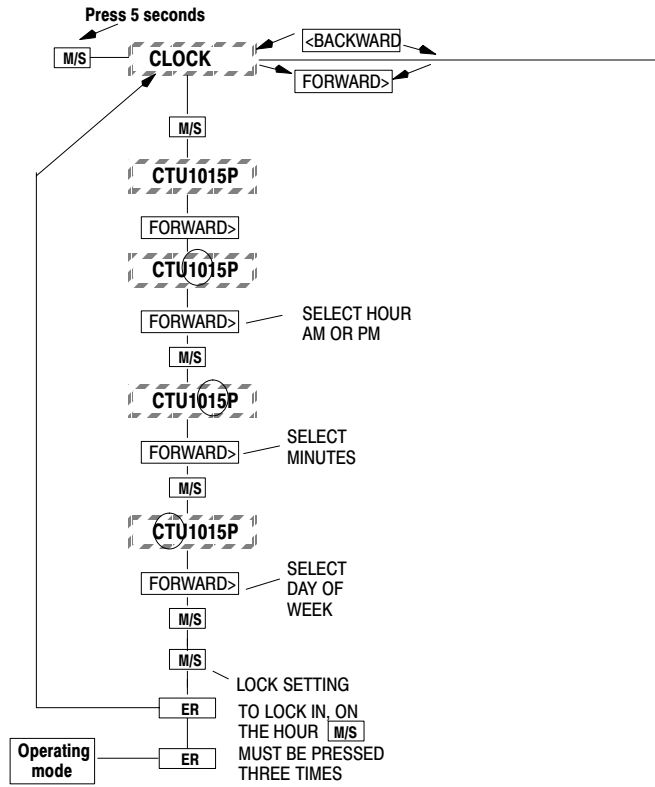 Press 5 seconds
M/S
CLOCK
<BACKWARD
FORWARD>
M/S
CTU1015P
FORWARD>
CTU1015P
FORWARD>
SELECT HOUR
AM OR PM
M/S
CTU1015P
FORWARD>
SELECT
MINUTES
M/S
CTU1015P
FORWARD>
SELECT
DAY OF
WEEK
M/S
M/S
LOCK SETTING
ER
TO LOCK IN, ON
THE HOUR M/S
MUST BE PRESSED
THREE TIMES
ER
Operating
mode